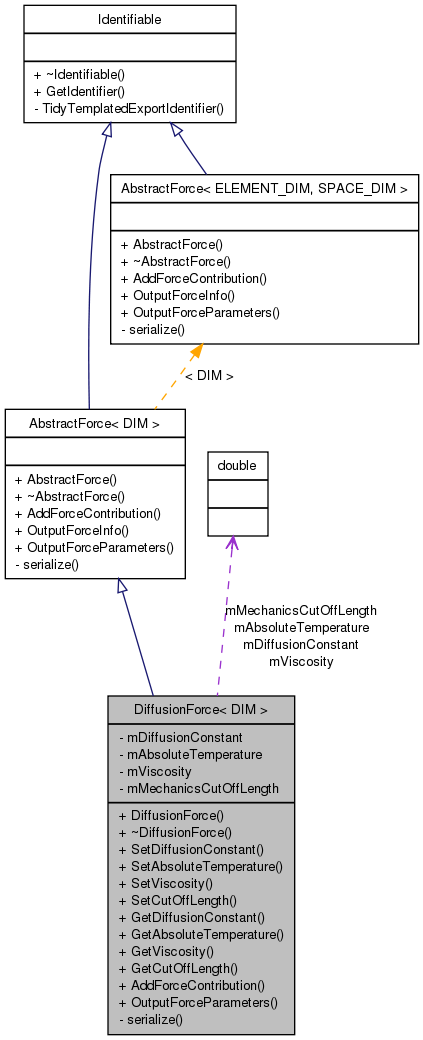 Identifiable
+ ~Identifiable()
+ GetIdentifier()
- TidyTemplatedExportIdentifier()
AbstractForce< ELEMENT_DIM, SPACE_DIM >
+ AbstractForce()
+ ~AbstractForce()
+ AddForceContribution()
+ OutputForceInfo()
+ OutputForceParameters()
- serialize()
< DIM >
AbstractForce< DIM >
+ AbstractForce()
+ ~AbstractForce()
+ AddForceContribution()
+ OutputForceInfo()
+ OutputForceParameters()
- serialize()
double
mMechanicsCutOffLength
mAbsoluteTemperature
mDiffusionConstant
mViscosity
DiffusionForce< DIM >
- mDiffusionConstant
- mAbsoluteTemperature
- mViscosity
- mMechanicsCutOffLength
+ DiffusionForce()
+ ~DiffusionForce()
+ SetDiffusionConstant()
+ SetAbsoluteTemperature()
+ SetViscosity()
+ SetCutOffLength()
+ GetDiffusionConstant()
+ GetAbsoluteTemperature()
+ GetViscosity()
+ GetCutOffLength()
+ AddForceContribution()
+ OutputForceParameters()
- serialize()